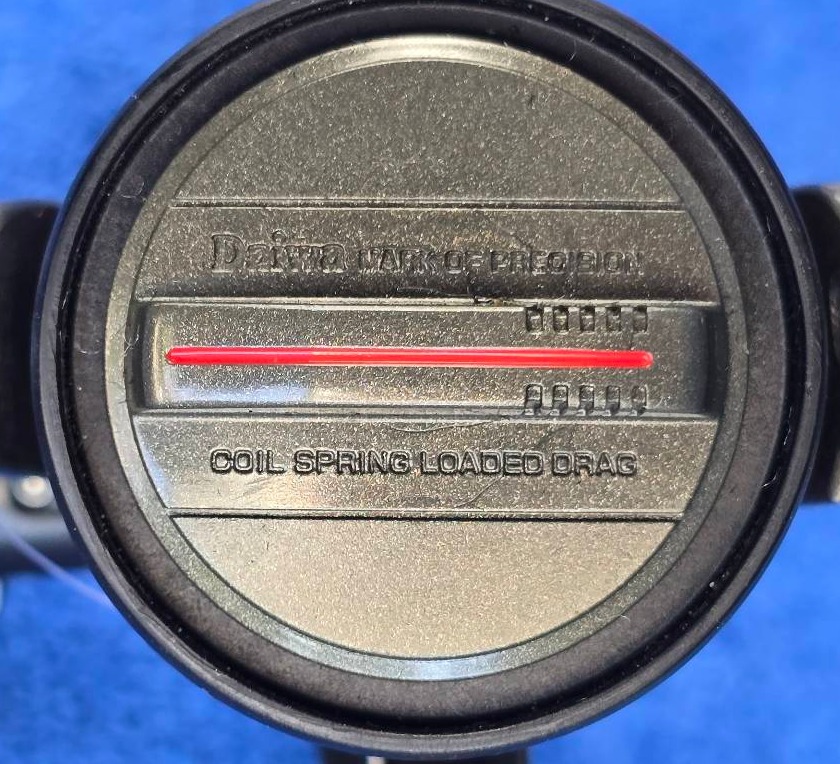 Daiwa MARK OF PRECISION
COIL SPRING LOADED DRAG